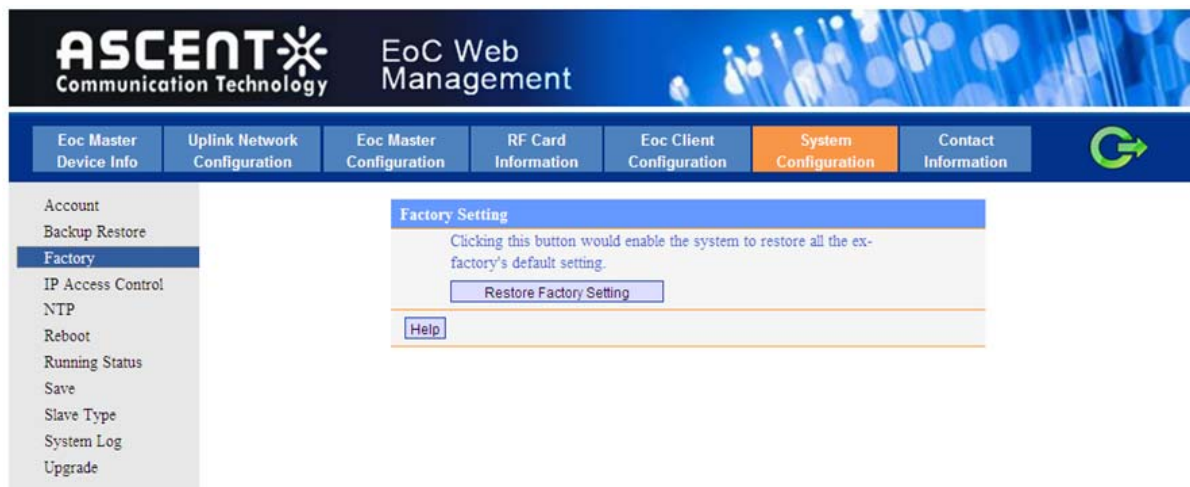 ASCENT
Communication Technology
EoC Web
Management
Eoc Master
Device Info
Uplink Network
Configuration
Eoc Master
Configuration
RF Card
Information
Eoc Client
Configuration
System
Configuration
Contact
Information
Account
Backup Restore
Factory
IP Access Control
NTP
Reboot
Running Status
Save
Slave Type
System Log
Upgrade
Factory Setting
Clicking this button would enable the system to restore all the ex-
factory's default setting.
Restore Factory Setting
Help